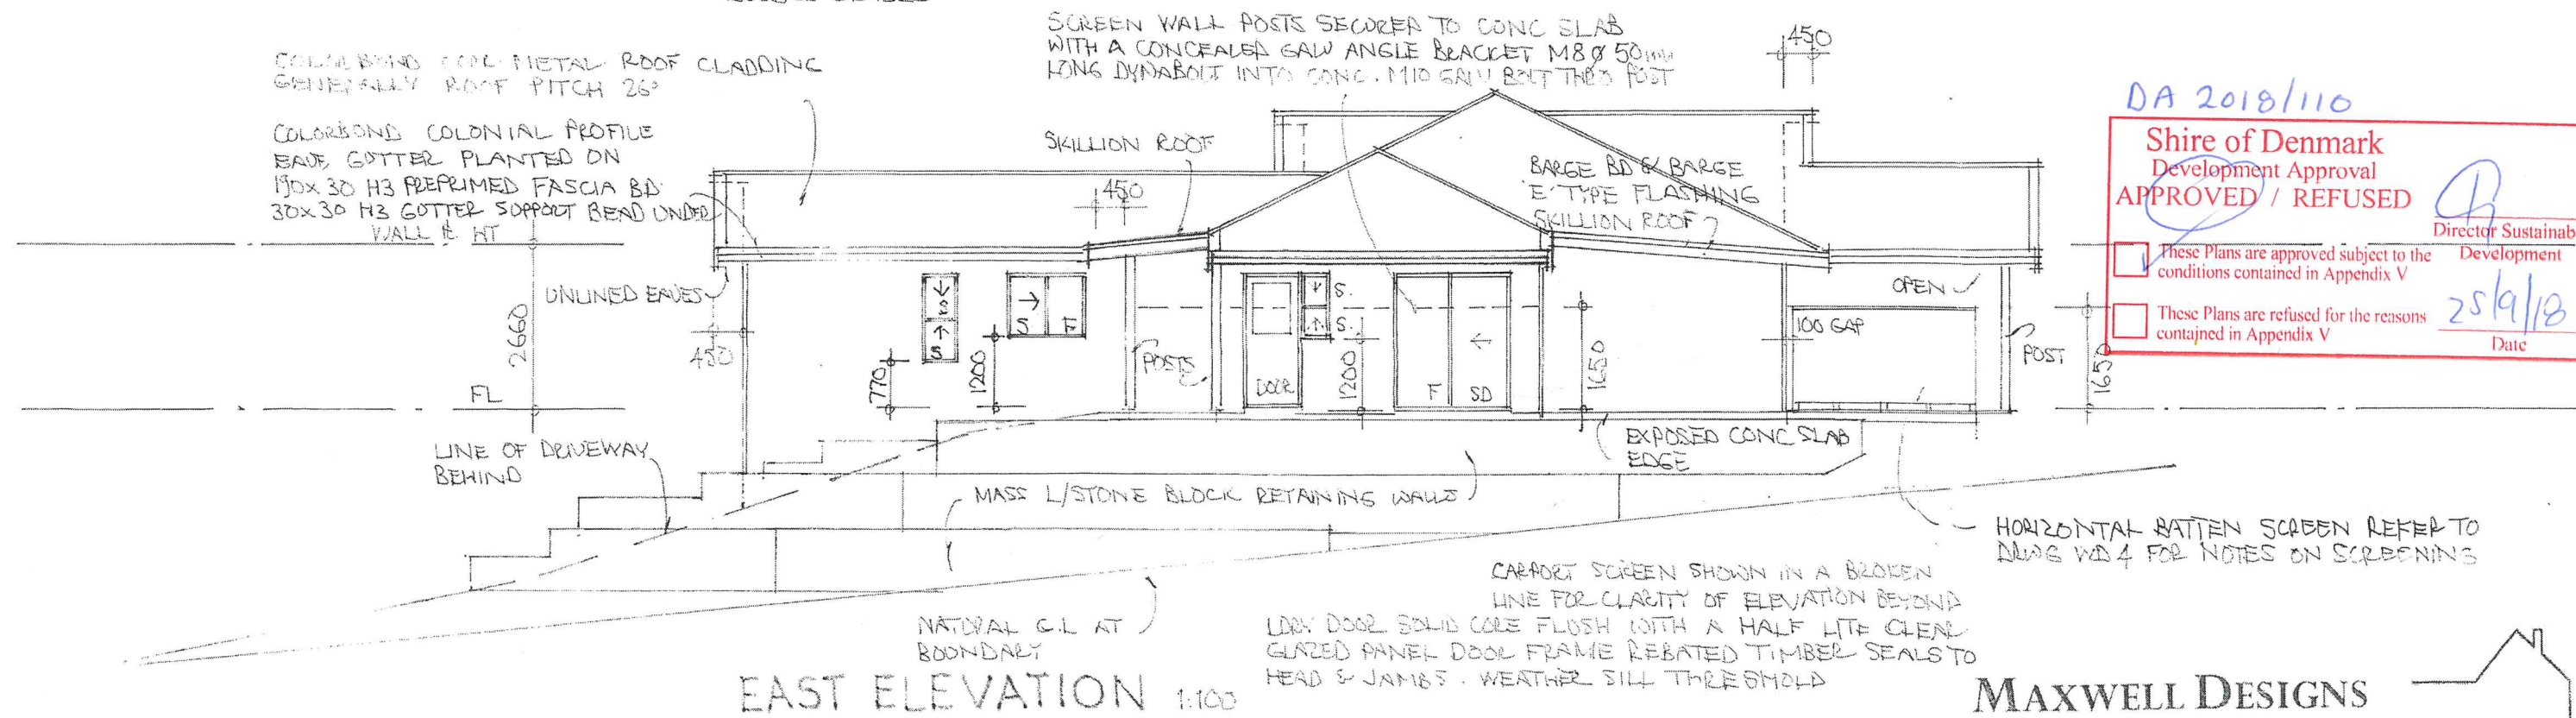 COLORBOND CORR METAL ROOF CLADDING
GENERALLY ROOF PITCH 26°
COLORBOND COLONIAL PROFILE
EAVE GUTTER PLANTED ON
190x30 H3 PREPRIMED FASCIA BD
30x30 H3 GUTTER SUPPORT BEAD UNDER
WALL PL HT
2660
FL
UNLINED EAVES
450
LINE OF DRIVEWAY
BEHIND
SCREEN WALL POSTS SECURED TO CONC SLAB
WITH A CONCEALED GALV ANGLE BRACKET M8 Ø 50mm
LONG DYNABOLT INTO CONC. M10 GALV BOLT THRO POST
450
SKILLION ROOF
450
BARGE BD & BARGE
'E' TYPE FLASHING
SKILLION ROOF
S
S
S F
770
1200
POSTS
DOOR
S.
S.
1200
F SD
1650
100 GAP
OPEN
POST
1650
EXPOSED CONC SLAB
EDGE
MASS L/STONE BLOCK RETAINING WALLS
NATURAL G.L AT
BOUNDARY
HORIZONTAL BATTEN SCREEN REFER TO
DRWG WD4 FOR NOTES ON SCREENING
CARPORT SCREEN SHOWN IN A BROKEN
LINE FOR CLARITY OF ELEVATION BEYOND
LDRY DOOR SOLID CORE FLUSH WITH A HALF LITE CLEAR
GLAZED PANEL DOOR FRAME REBATED TIMBER SEALS TO
HEAD & JAMBS. WEATHER SILL THRESHOLD
EAST ELEVATION 1:100
MAXWELL DESIGNS
DA 2018/110
Shire of Denmark
Development Approval
APPROVED / REFUSED
Director Sustainab
Development
These Plans are approved subject to the
conditions contained in Appendix V
These Plans are refused for the reasons
contained in Appendix V
25/9/18
Date